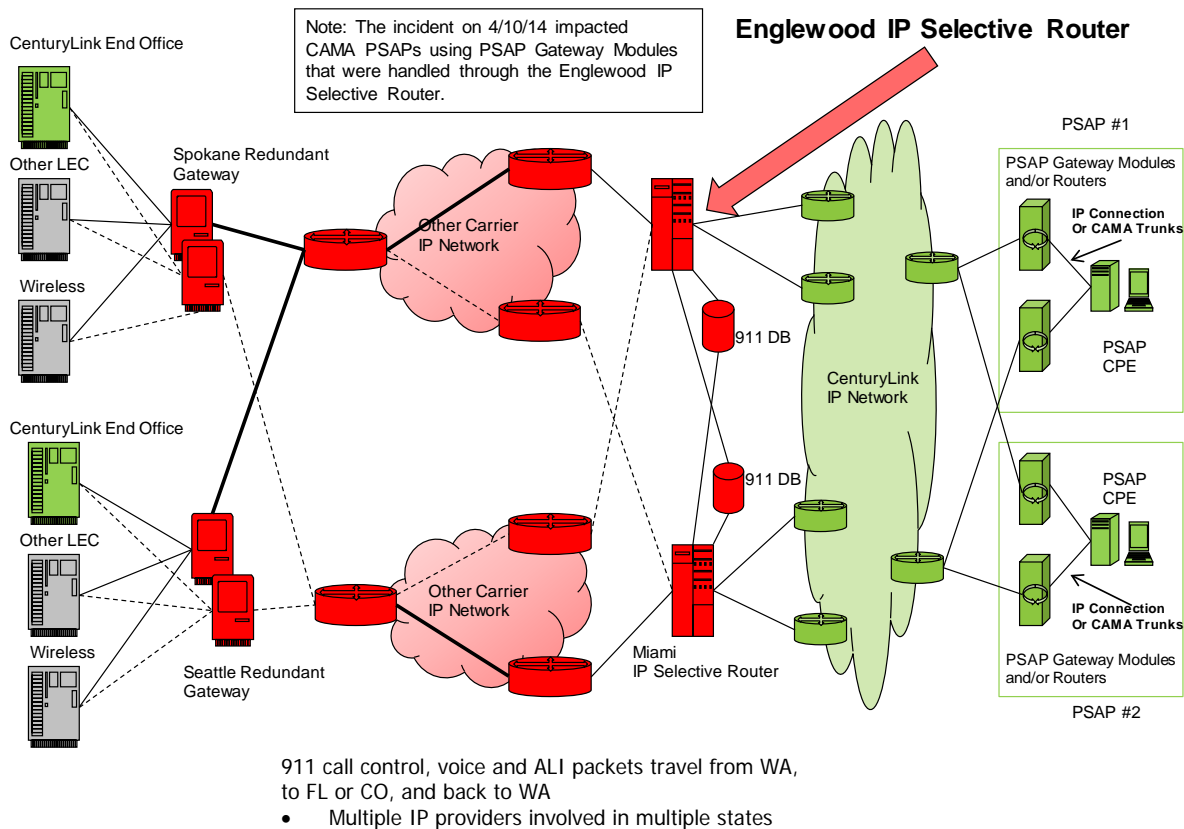 CenturyLink End Office
Note: The incident on 4/10/14 impacted
CAMA PSAPs using PSAP Gateway Modules
that were handled through the Englewood IP
Selective Router.
Englewood IP Selective Router
Other LEC
Spokane Redundant
Gateway
Wireless
Other Carrier
IP Network
911 DB
CenturyLink
IP Network
PSAP #1
PSAP Gateway Modules
and/or Routers
IP Connection
Or CAMA Trunks
PSAP
CPE
CenturyLink End Office
Other LEC
Wireless
Seattle Redundant
Gateway
Other Carrier
IP Network
911 DB
Miami
IP Selective Router
PSAP
CPE
IP Connection
Or CAMA Trunks
PSAP Gateway Modules
and/or Routers
PSAP #2
911 call control, voice and ALI packets travel from WA,
to FL or CO, and back to WA
• Multiple IP providers involved in multiple states